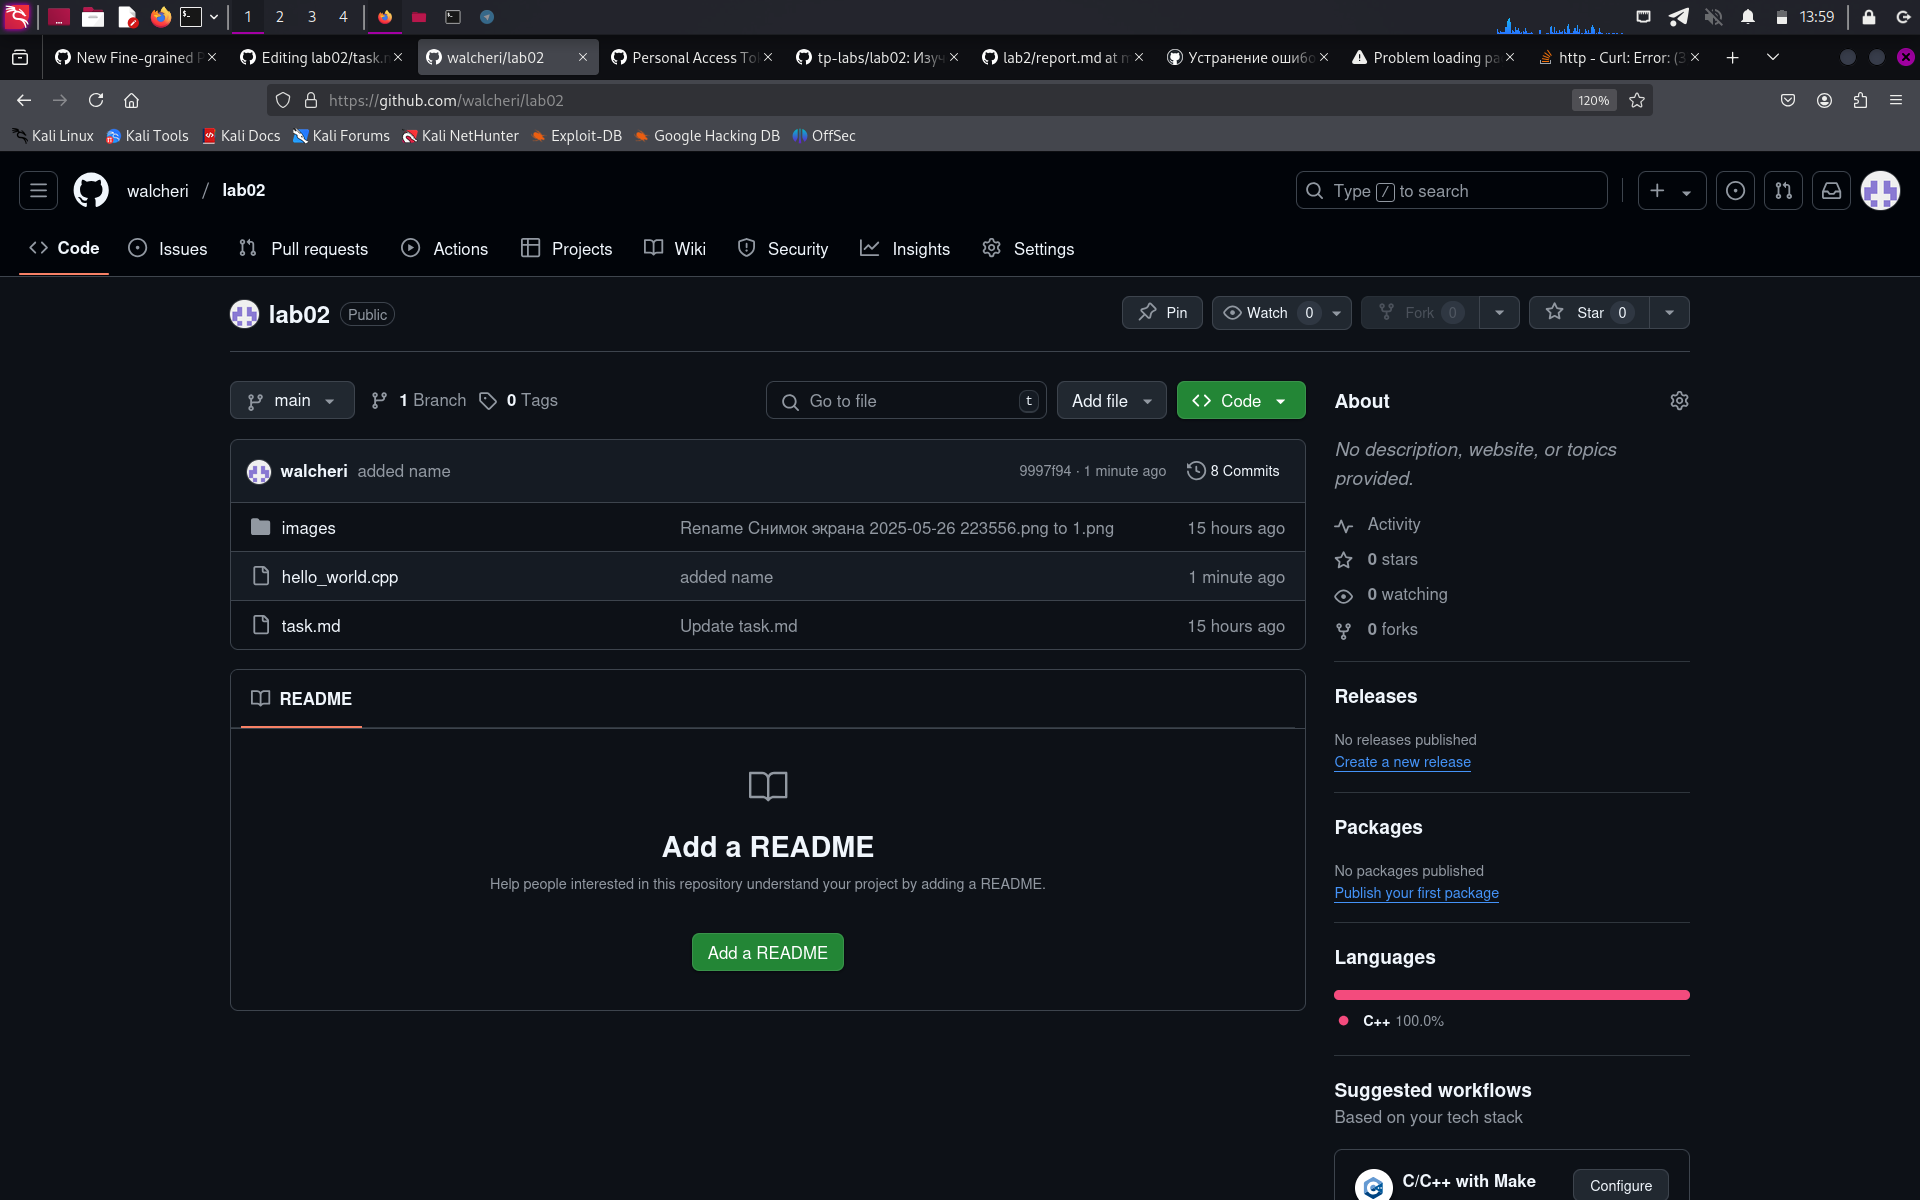 1 2 3 4 13:59
New Fine-grained P Editing lab02/task.m walcheri/lab02 Personal Access To tp-labs/lab02: Изуч lab2/report.md at m Устранение ошибо Problem loading pa http - Curl: Error: (3
https://github.com/walcheri/lab02 120%
Kali Linux Kali Tools Kali Docs Kali Forums Kali NetHunter Exploit-DB Google Hacking DB OffSec
walcheri / lab02 Type / to search
Code Issues Pull requests Actions Projects Wiki Security Insights Settings
lab02 Public Pin Watch 0 Fork 0 Star 0
main 1 Branch 0 Tags Go to file t Add file Code
About
No description, website, or topics
provided.
walcheri added name 9997f94 · 1 minute ago 8 Commits
images Rename Снимок экрана 2025-05-26 223556.png to 1.png 15 hours ago
hello_world.cpp added name 1 minute ago
task.md Update task.md 15 hours ago
Activity
0 stars
0 watching
0 forks
README
Add a README
Help people interested in this repository understand your project by adding a README.
Add a README
Releases
No releases published
Create a new release
Packages
No packages published
Publish your first package
Languages
C++ 100.0%
Suggested workflows
Based on your tech stack
C/C++ with Make Configure